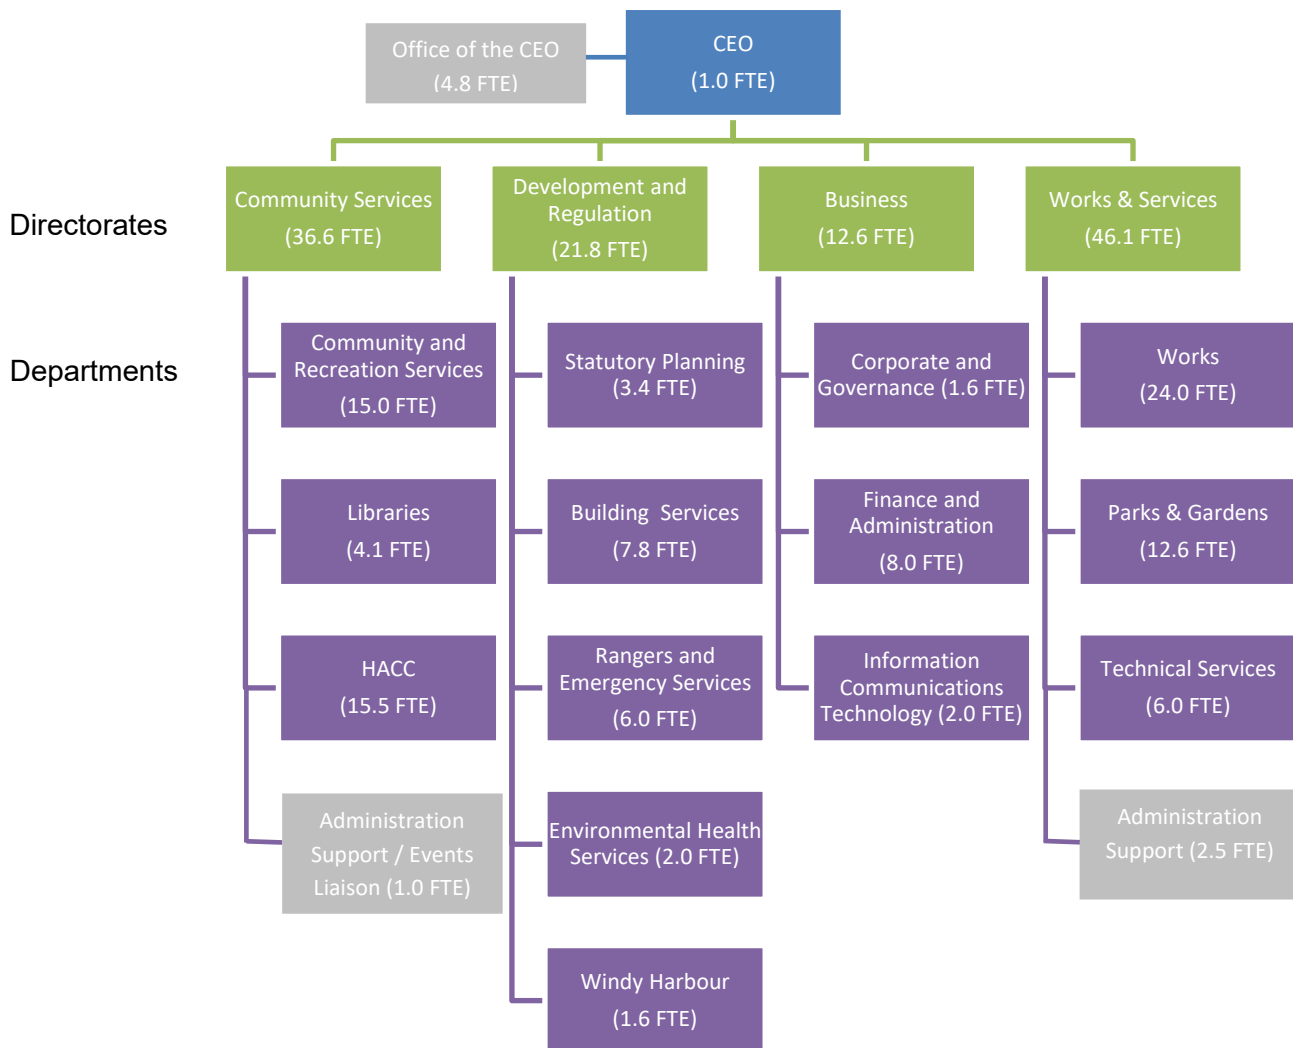 Office of the CEO
(4.8 FTE)
CEO
(1.0 FTE)
Directorates
Community Services
(36.6 FTE)
Development and
Regulation
(21.8 FTE)
Business
(12.6 FTE)
Works & Services
(46.1 FTE)
Departments
Community and
Recreation Services
(15.0 FTE)
Statutory Planning
(3.4 FTE)
Corporate and
Governance (1.6 FTE)
Works
(24.0 FTE)
Libraries
(4.1 FTE)
Building Services
(7.8 FTE)
Finance and
Administration
(8.0 FTE)
Parks & Gardens
(12.6 FTE)
HACC
(15.5 FTE)
Rangers and
Emergency Services
(6.0 FTE)
Information
Communications
Technology (2.0 FTE)
Technical Services
(6.0 FTE)
Administration
Support / Events
Liaison (1.0 FTE)
Environmental Health
Services (2.0 FTE)
Administration
Support (2.5 FTE)
Windy Harbour
(1.6 FTE)